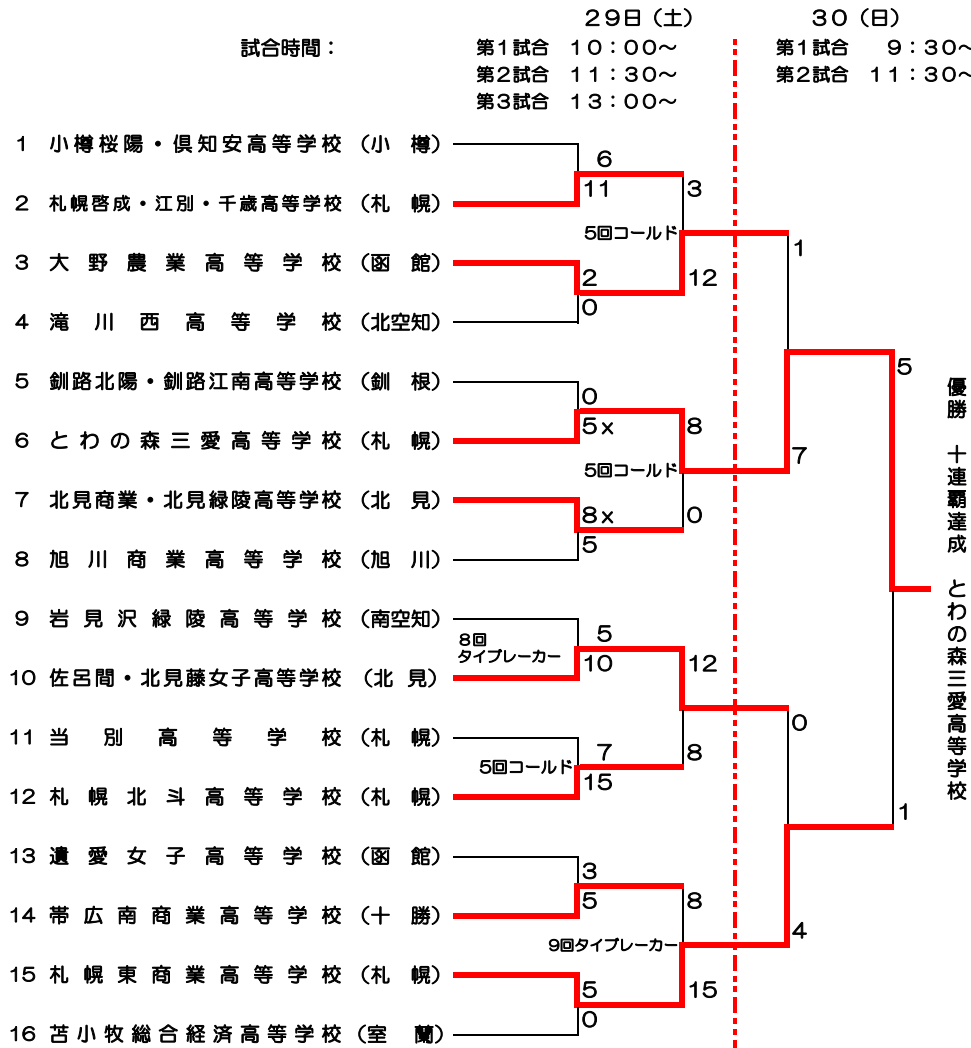 ２９日（土）
３０（日）
試合時間：
第１試合　１０：００～
第１試合　　９：３０～
第２試合　１１：３０～
第２試合　１１：３０～
第３試合　１３：００～
1 小樽桜陽・倶知安高等学校（小　樽）
6
11
3
2 札幌啓成・江別・千歳高等学校（札　幌）
5回コールド
1
3 大野農業高等学校（函　館）
2
12
0
4 滝川西高等学校（北空知）
5 釧路北陽・釧路江南高等学校（釧　根）
5
0
5x
8
6 とわの森三愛高等学校（札　幌）
5回コールド
7
7 北見商業・北見緑陵高等学校（北　見）
8x
0
5
8 旭川商業高等学校（旭　川）
優勝　十連覇達成　とわの森三愛高等学校
9 岩見沢緑陵高等学校（南空知）
8回
タイブレーカー
5
10
12
10 佐呂間・北見藤女子高等学校（北　見）
0
11 当別高等学校（札　幌）
7
8
5回コールド
15
12 札幌北斗高等学校（札　幌）
1
13 遺愛女子高等学校（函　館）
3
5
8
14 帯広南商業高等学校（十　勝）
9回タイブレーカー
4
15 札幌東商業高等学校（札　幌）
5
15
0
16 苫小牧総合経済高等学校（室　蘭）